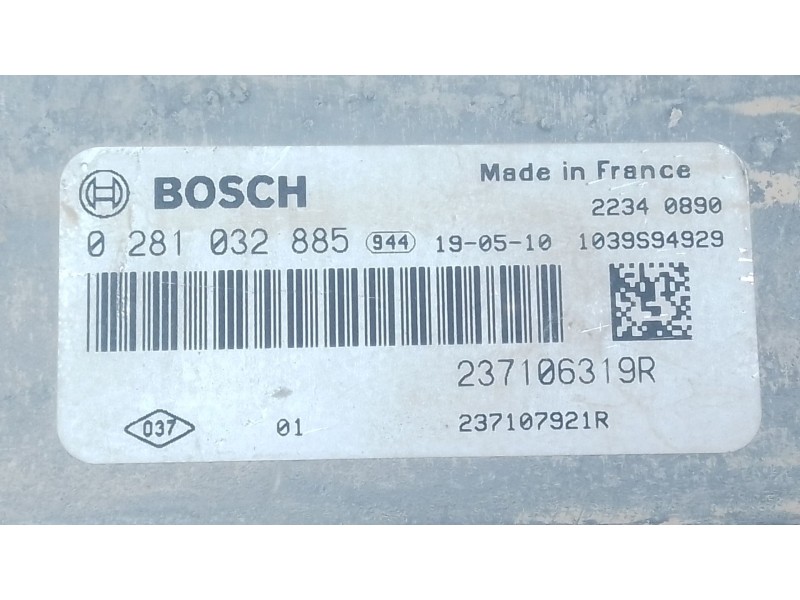 BOSCH
Made in France
2234 0890
0 281 032 885 944 19-05-10 1039S94929
237106319R
037 01 237107921R